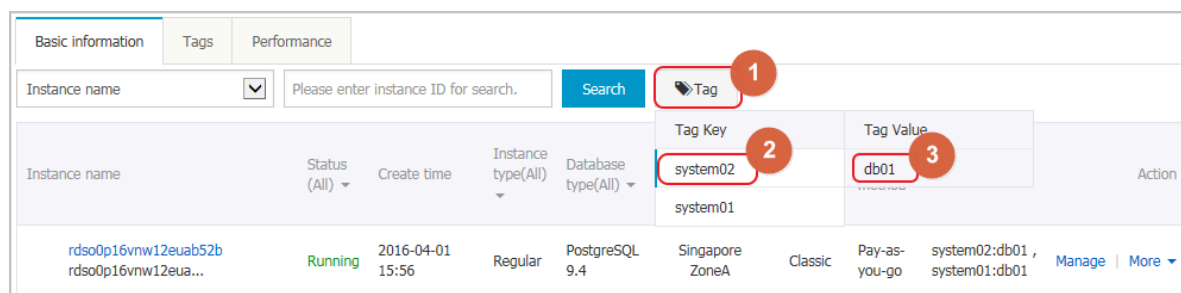 Basic information Tags Performance
Instance name Please enter instance ID for search. Search Tag 1
Tag Key Tag Value
system02 2 db01 3
Instance name Status (All) Create time Instance type(All) Database type(All) Action
system01
rdso0p16vnw12euab52b
rdso0p16vnw12eua...
Running 2016-04-01 15:56 Regular PostgreSQL 9.4 Singapore ZoneA Classic Pay-as-you-go system02:db01 , system01:db01 Manage | More